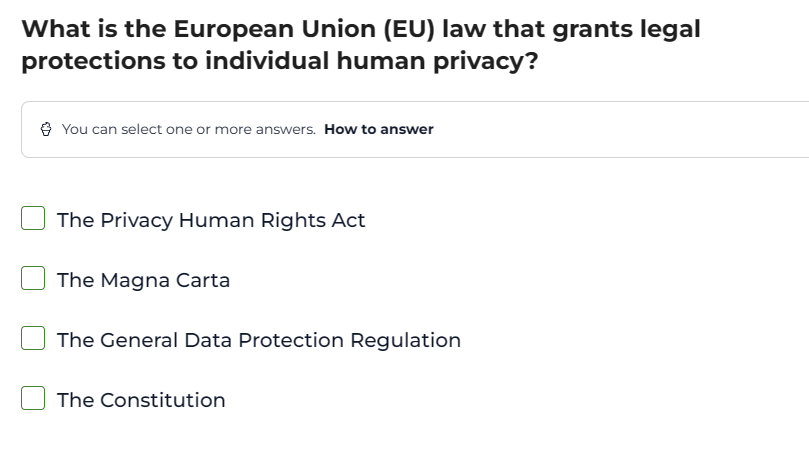 What is the European Union (EU) law that grants legal
protections to individual human privacy?
You can select one or more answers. How to answer
The Privacy Human Rights Act
The Magna Carta
The General Data Protection Regulation
The Constitution